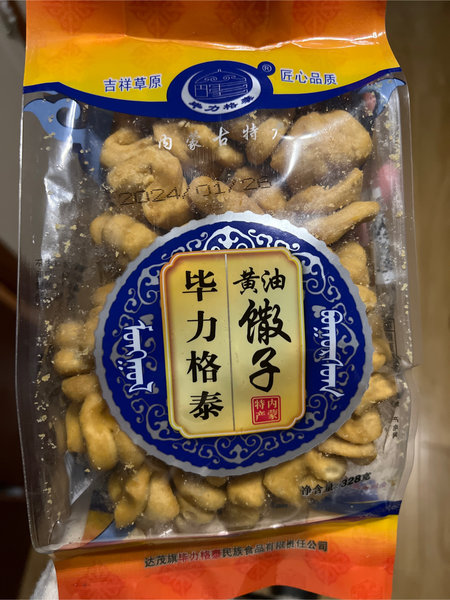 吉祥草原
匠心品质
®
毕力格泰
内蒙古特产
2024/01/26
毕力格泰
黄油
馓子
内蒙
特产
净含量: 328克
达茂旗毕力格泰民族食品有限责任公司